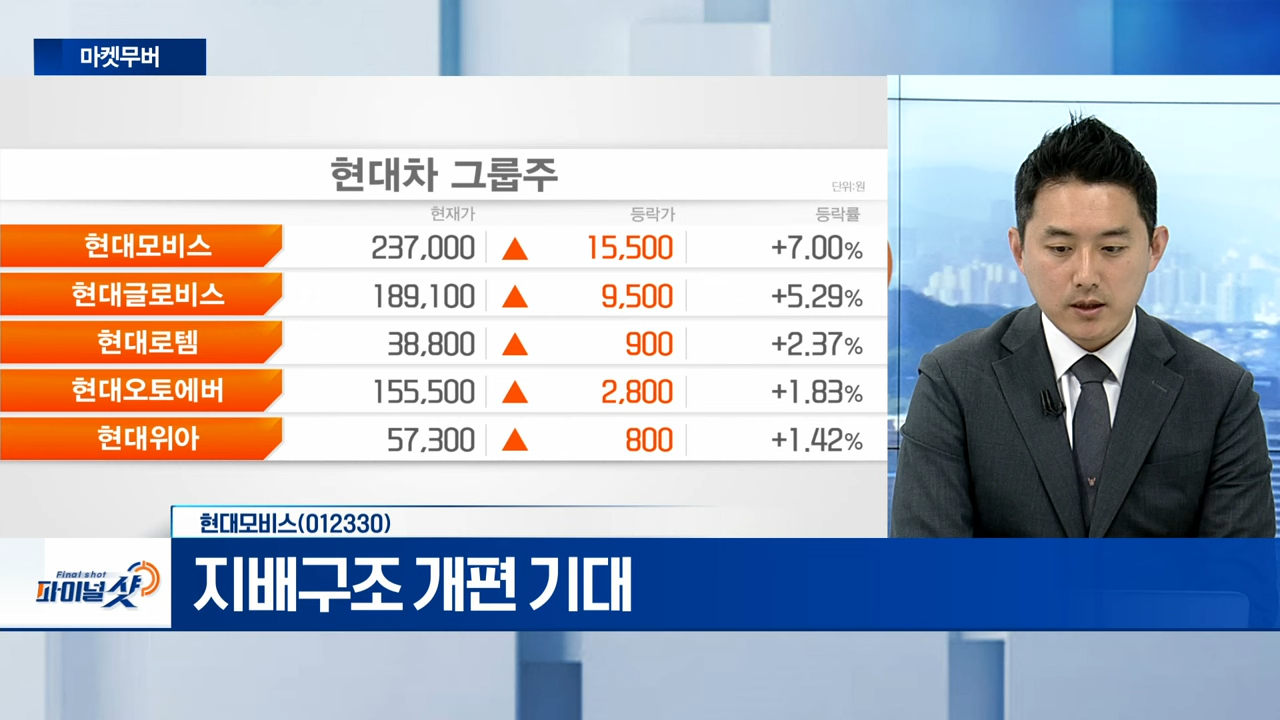 마켓무버
현대차 그룹주
단위:원
현재가 등락가 등락률
현대모비스 237,000 ▲ 15,500 +7.00%
현대글로비스 189,100 ▲ 9,500 +5.29%
현대로템 38,800 ▲ 900 +2.37%
현대오토에버 155,500 ▲ 2,800 +1.83%
현대위아 57,300 ▲ 800 +1.42%
현대모비스(012330)
Final shot
파이널샷
지배구조 개편 기대